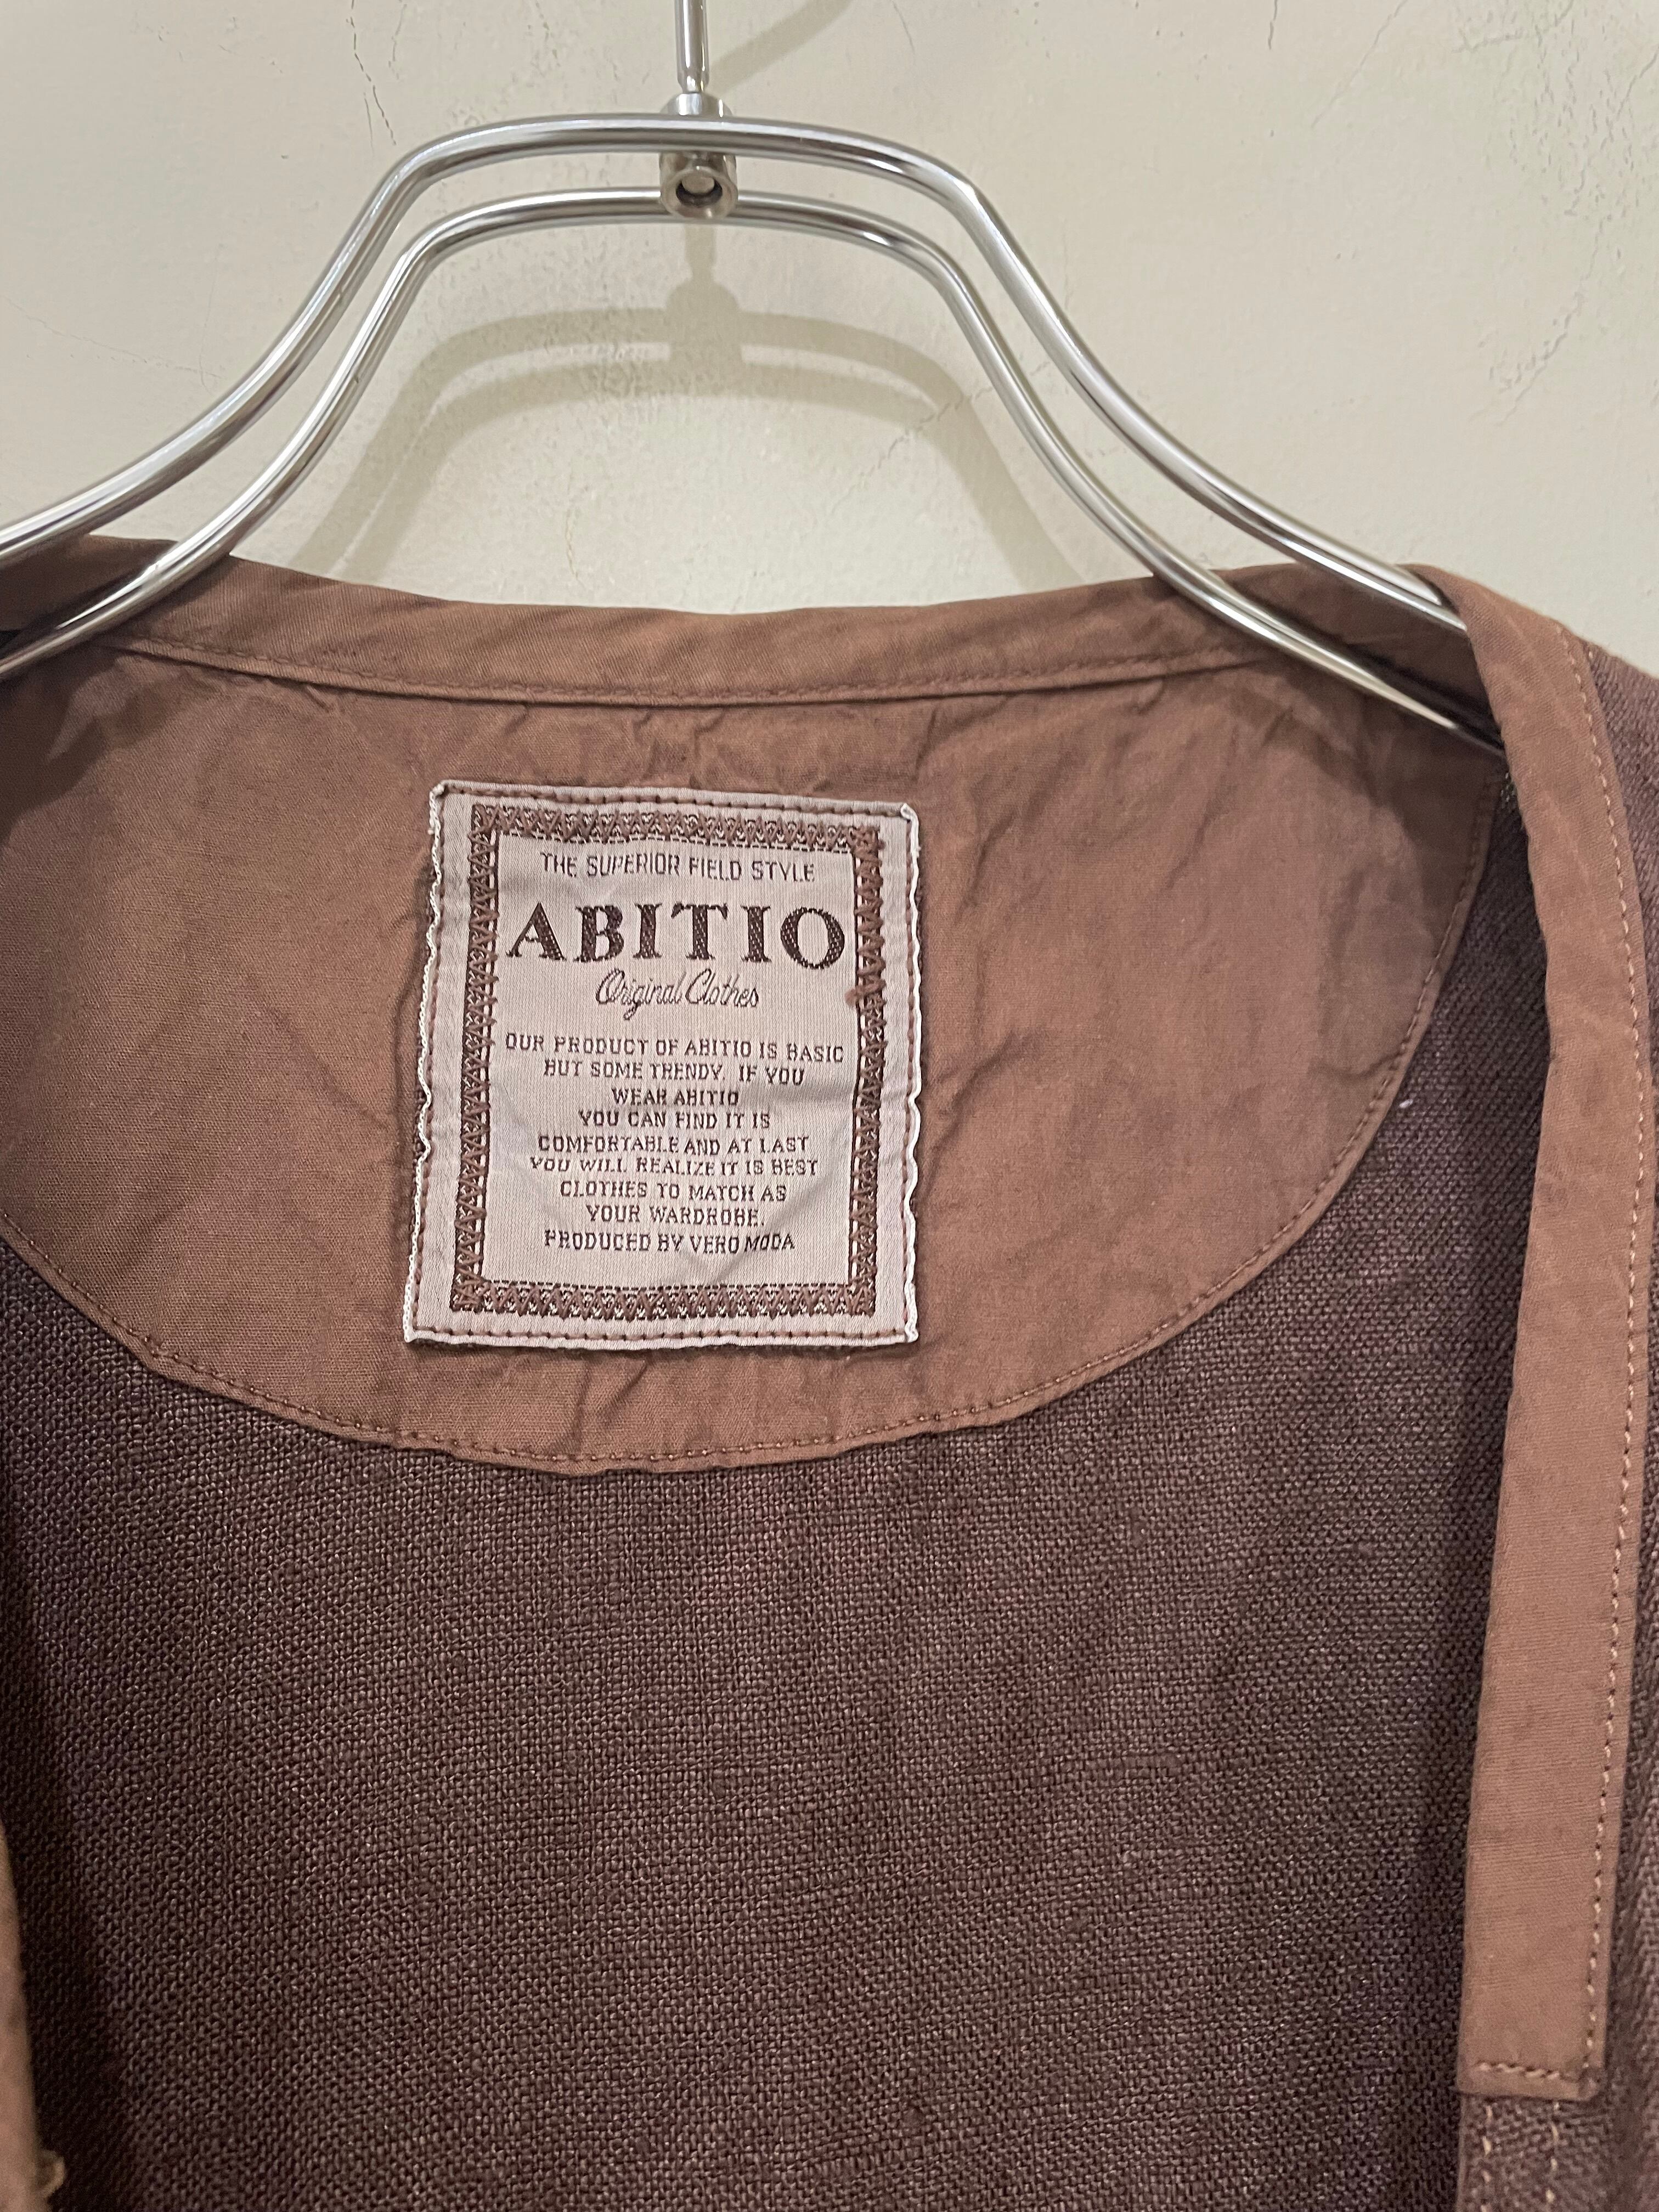 THE SUPERIOR FIELD STYLE
ABITIO
Original Clothes
OUR PRODUCT OF ABITIO IS BASIC
BUT SOME TRENDY. IF YOU
WEAR ABITIO
YOU CAN FIND IT IS
COMFORTABLE AND AT LAST
YOU WILL REALIZE IT IS BEST
CLOTHES TO MATCH AS
YOUR WARDROBE.
PRODUCED BY VERO MODA